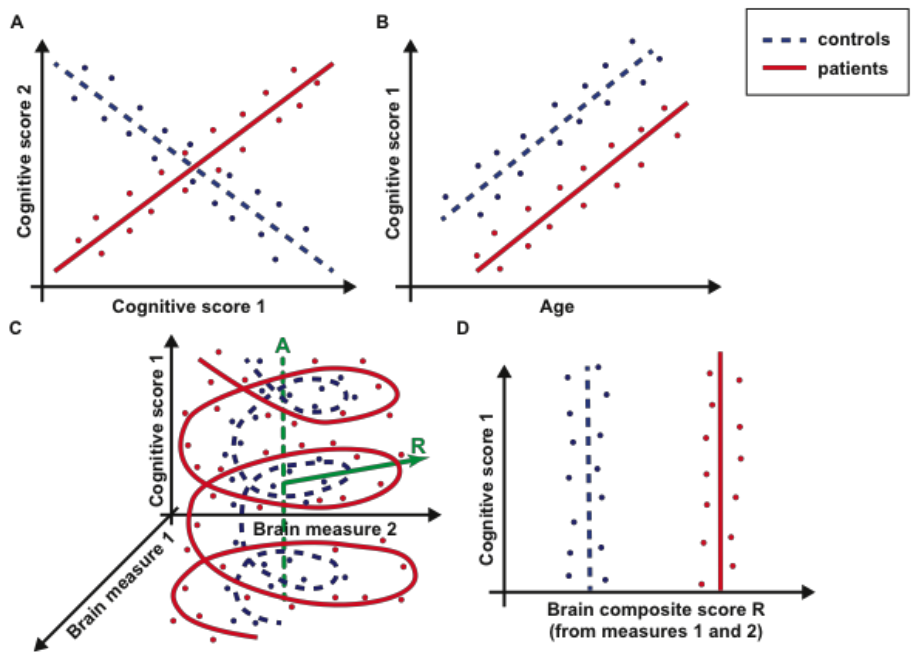 A
Cognitive score 2
Cognitive score 1
B
Cognitive score 1
Age
controls
patients
C
Cognitive score 1
A
R
Brain measure 2
Brain measure 1
D
Cognitive score 1
Brain composite score R
(from measures 1 and 2)